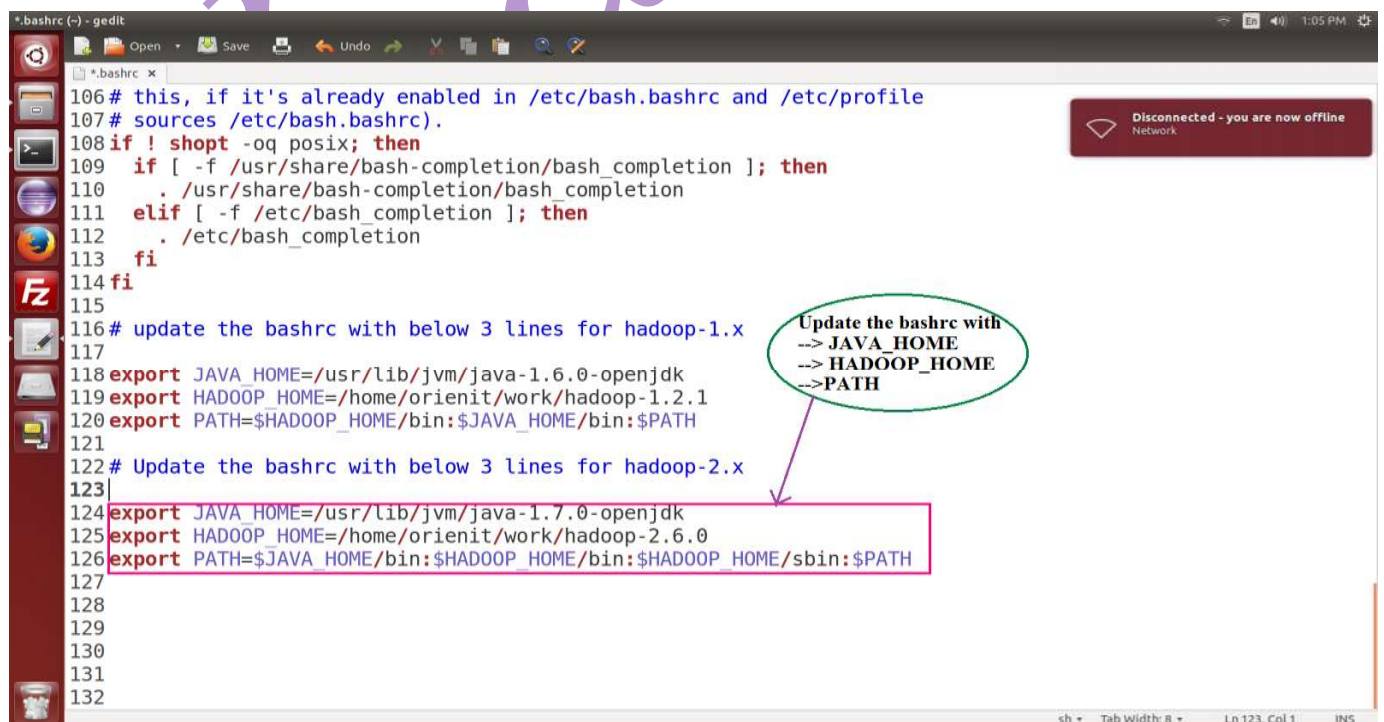 *.bashrc (~) - gedit
En 1:05 PM
Open Save Undo
*.bashrc ×
106 # this, if it's already enabled in /etc/bash.bashrc and /etc/profile
107 # sources /etc/bash.bashrc).
108 if ! shopt -oq posix; then
109   if [ -f /usr/share/bash-completion/bash_completion ]; then
110     . /usr/share/bash-completion/bash_completion
111   elif [ -f /etc/bash_completion ]; then
112     . /etc/bash_completion
113   fi
114 fi
115
116 # update the bashrc with below 3 lines for hadoop-1.x
117
118 export JAVA_HOME=/usr/lib/jvm/java-1.6.0-openjdk
119 export HADOOP_HOME=/home/orienit/work/hadoop-1.2.1
120 export PATH=$HADOOP_HOME/bin:$JAVA_HOME/bin:$PATH
121
122 # Update the bashrc with below 3 lines for hadoop-2.x
123
124 export JAVA_HOME=/usr/lib/jvm/java-1.7.0-openjdk
125 export HADOOP_HOME=/home/orienit/work/hadoop-2.6.0
126 export PATH=$JAVA_HOME/bin:$HADOOP_HOME/bin:$HADOOP_HOME/sbin:$PATH
127
128
129
130
131
132
Disconnected - you are now offline
Network
Update the bashrc with
--> JAVA_HOME
--> HADOOP_HOME
-->PATH
Fz
sh Tab Width: 8 Ln 123, Col 1 INS